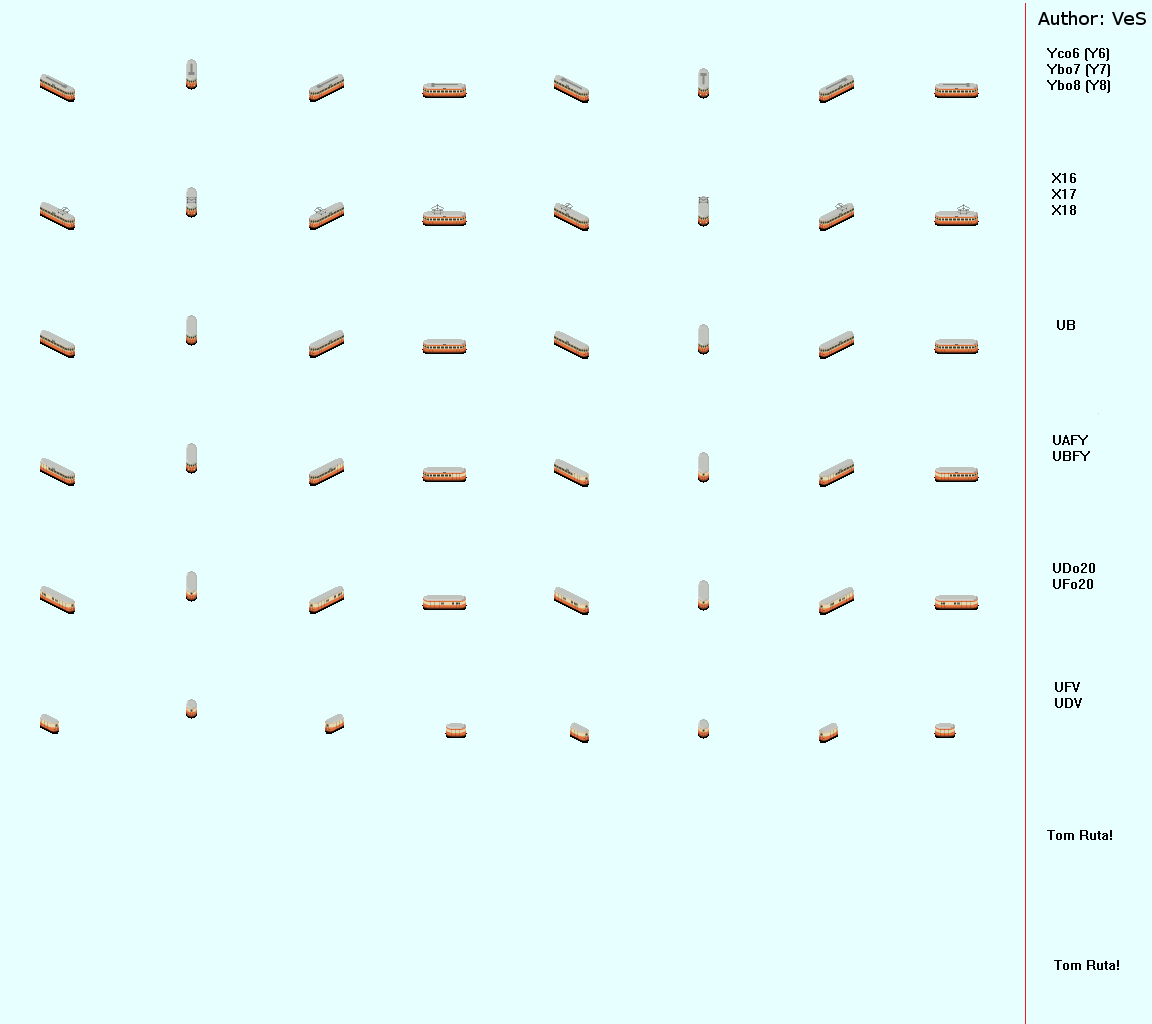 Author: VeS
Yco6 (Y6)
Ybo7 (Y7)
Ybo8 (Y8)
X16
X17
X18
UB
UAFY
UBFY
UDo20
UFo20
UFV
UDV
Tom Ruta!
Tom Ruta!